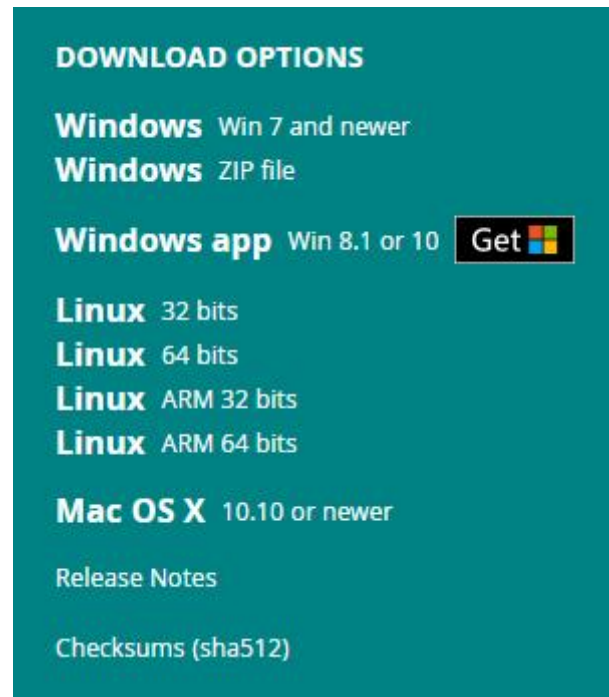 DOWNLOAD OPTIONS
Windows Win 7 and newer
Windows ZIP file
Windows app Win 8.1 or 10 Get
Linux 32 bits
Linux 64 bits
Linux ARM 32 bits
Linux ARM 64 bits
Mac OS X 10.10 or newer
Release Notes
Checksums (sha512)